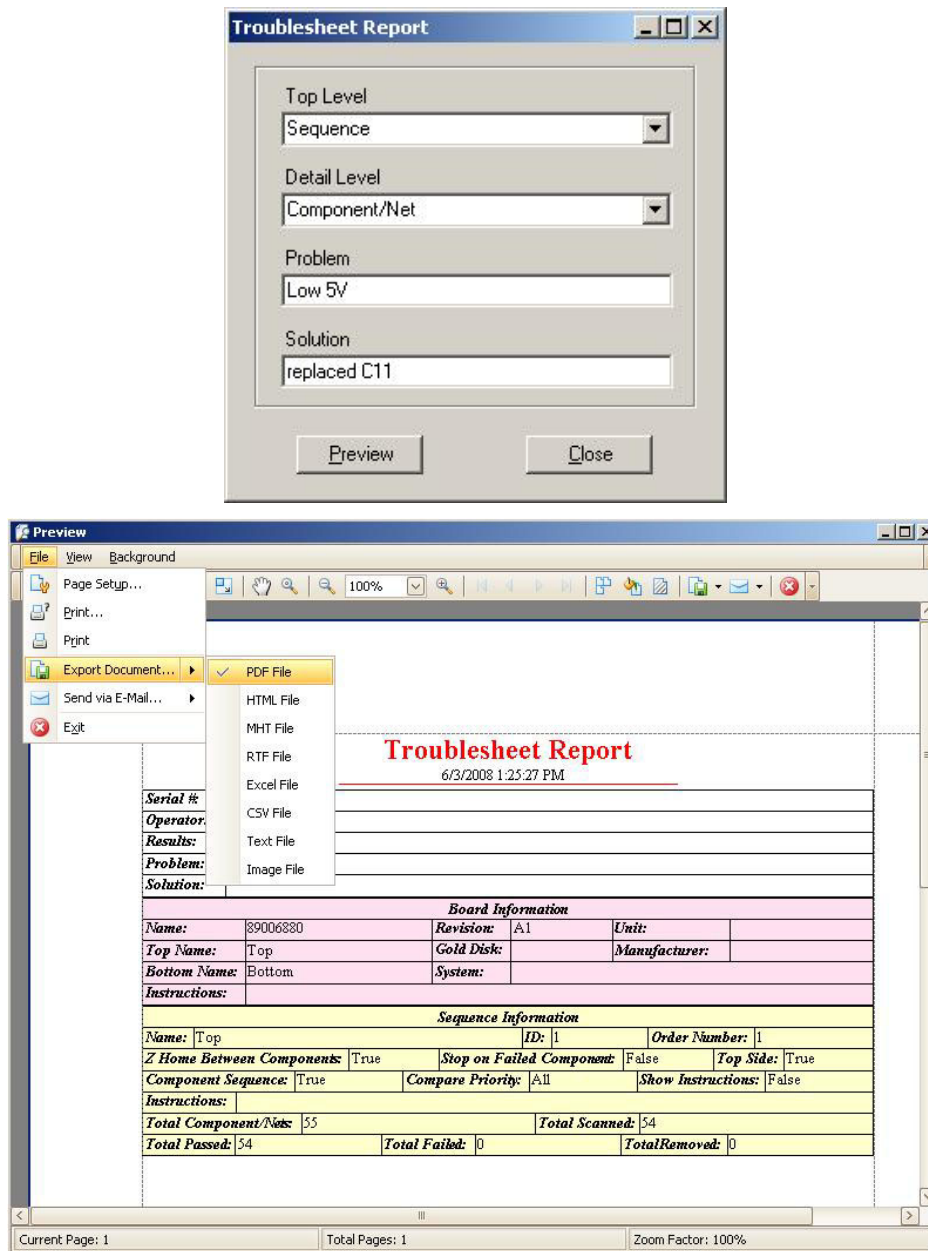 Troublesheet Report
Top Level
Sequence
Detail Level
Component/Net
Problem
Low 5V
Solution
replaced C11
Preview Close
Preview
File View Background
Page Setup...
100%
Print...
Print
Export Document...
PDF File
Send via E-Mail...
HTML File
Exit
MHT File
RTF File
Excel File
CSV File
Text File
Image File
Troublesheet Report
6/3/2008 1:25:27 PM
Serial #:
Operator:
Results:
Problem:
Solution:
Board Information
Name: 89006880 Revision: A1 Unit:
Top Name: Top Gold Disk: Manufacturer:
Bottom Name: Bottom System:
Instructions:
Sequence Information
Name: Top ID: 1 Order Number: 1
Z Home Between Components: True Stop on Failed Component: False Top Side: True
Component Sequence: True Compare Priority: All Show Instructions: False
Instructions:
Total Component/Nets: 55 Total Scanned: 54
Total Passed: 54 Total Failed: 0 TotalRemoved: 0
Current Page: 1 Total Pages: 1 Zoom Factor: 100%